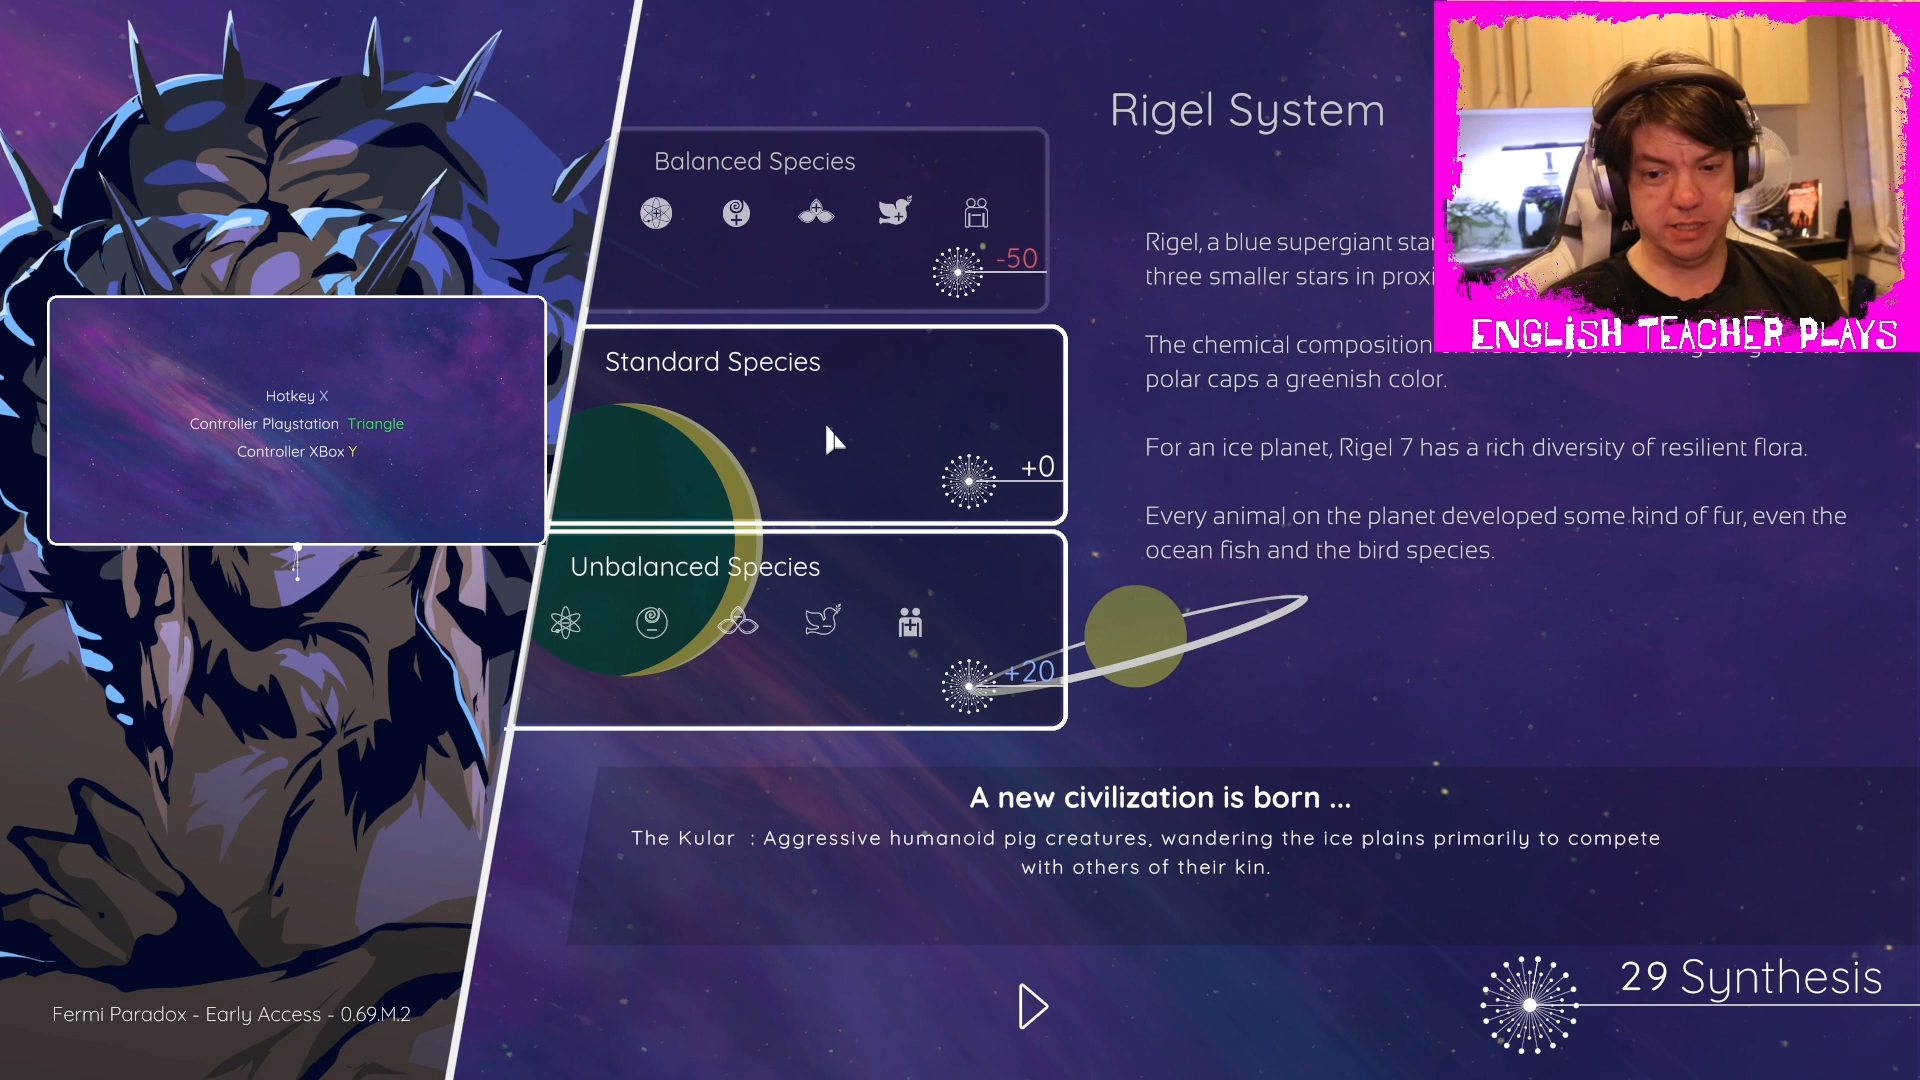 Rigel System
Balanced Species
-50
Rigel, a blue supergiant star
three smaller stars in proxi
ENGLISH TEACHER PLAYS
Standard Species
The chemical composition
polar caps a greenish color.
Hotkey X
Controller Playstation Triangle
Controller XBox Y
+0
For an ice planet, Rigel 7 has a rich diversity of resilient flora.
Every animal on the planet developed some kind of fur, even the
ocean fish and the bird species.
Unbalanced Species
+20
A new civilization is born ...
The Kular : Aggressive humanoid pig creatures, wandering the ice plains primarily to compete
with others of their kin.
29 Synthesis
Fermi Paradox - Early Access - 0.69.M.2